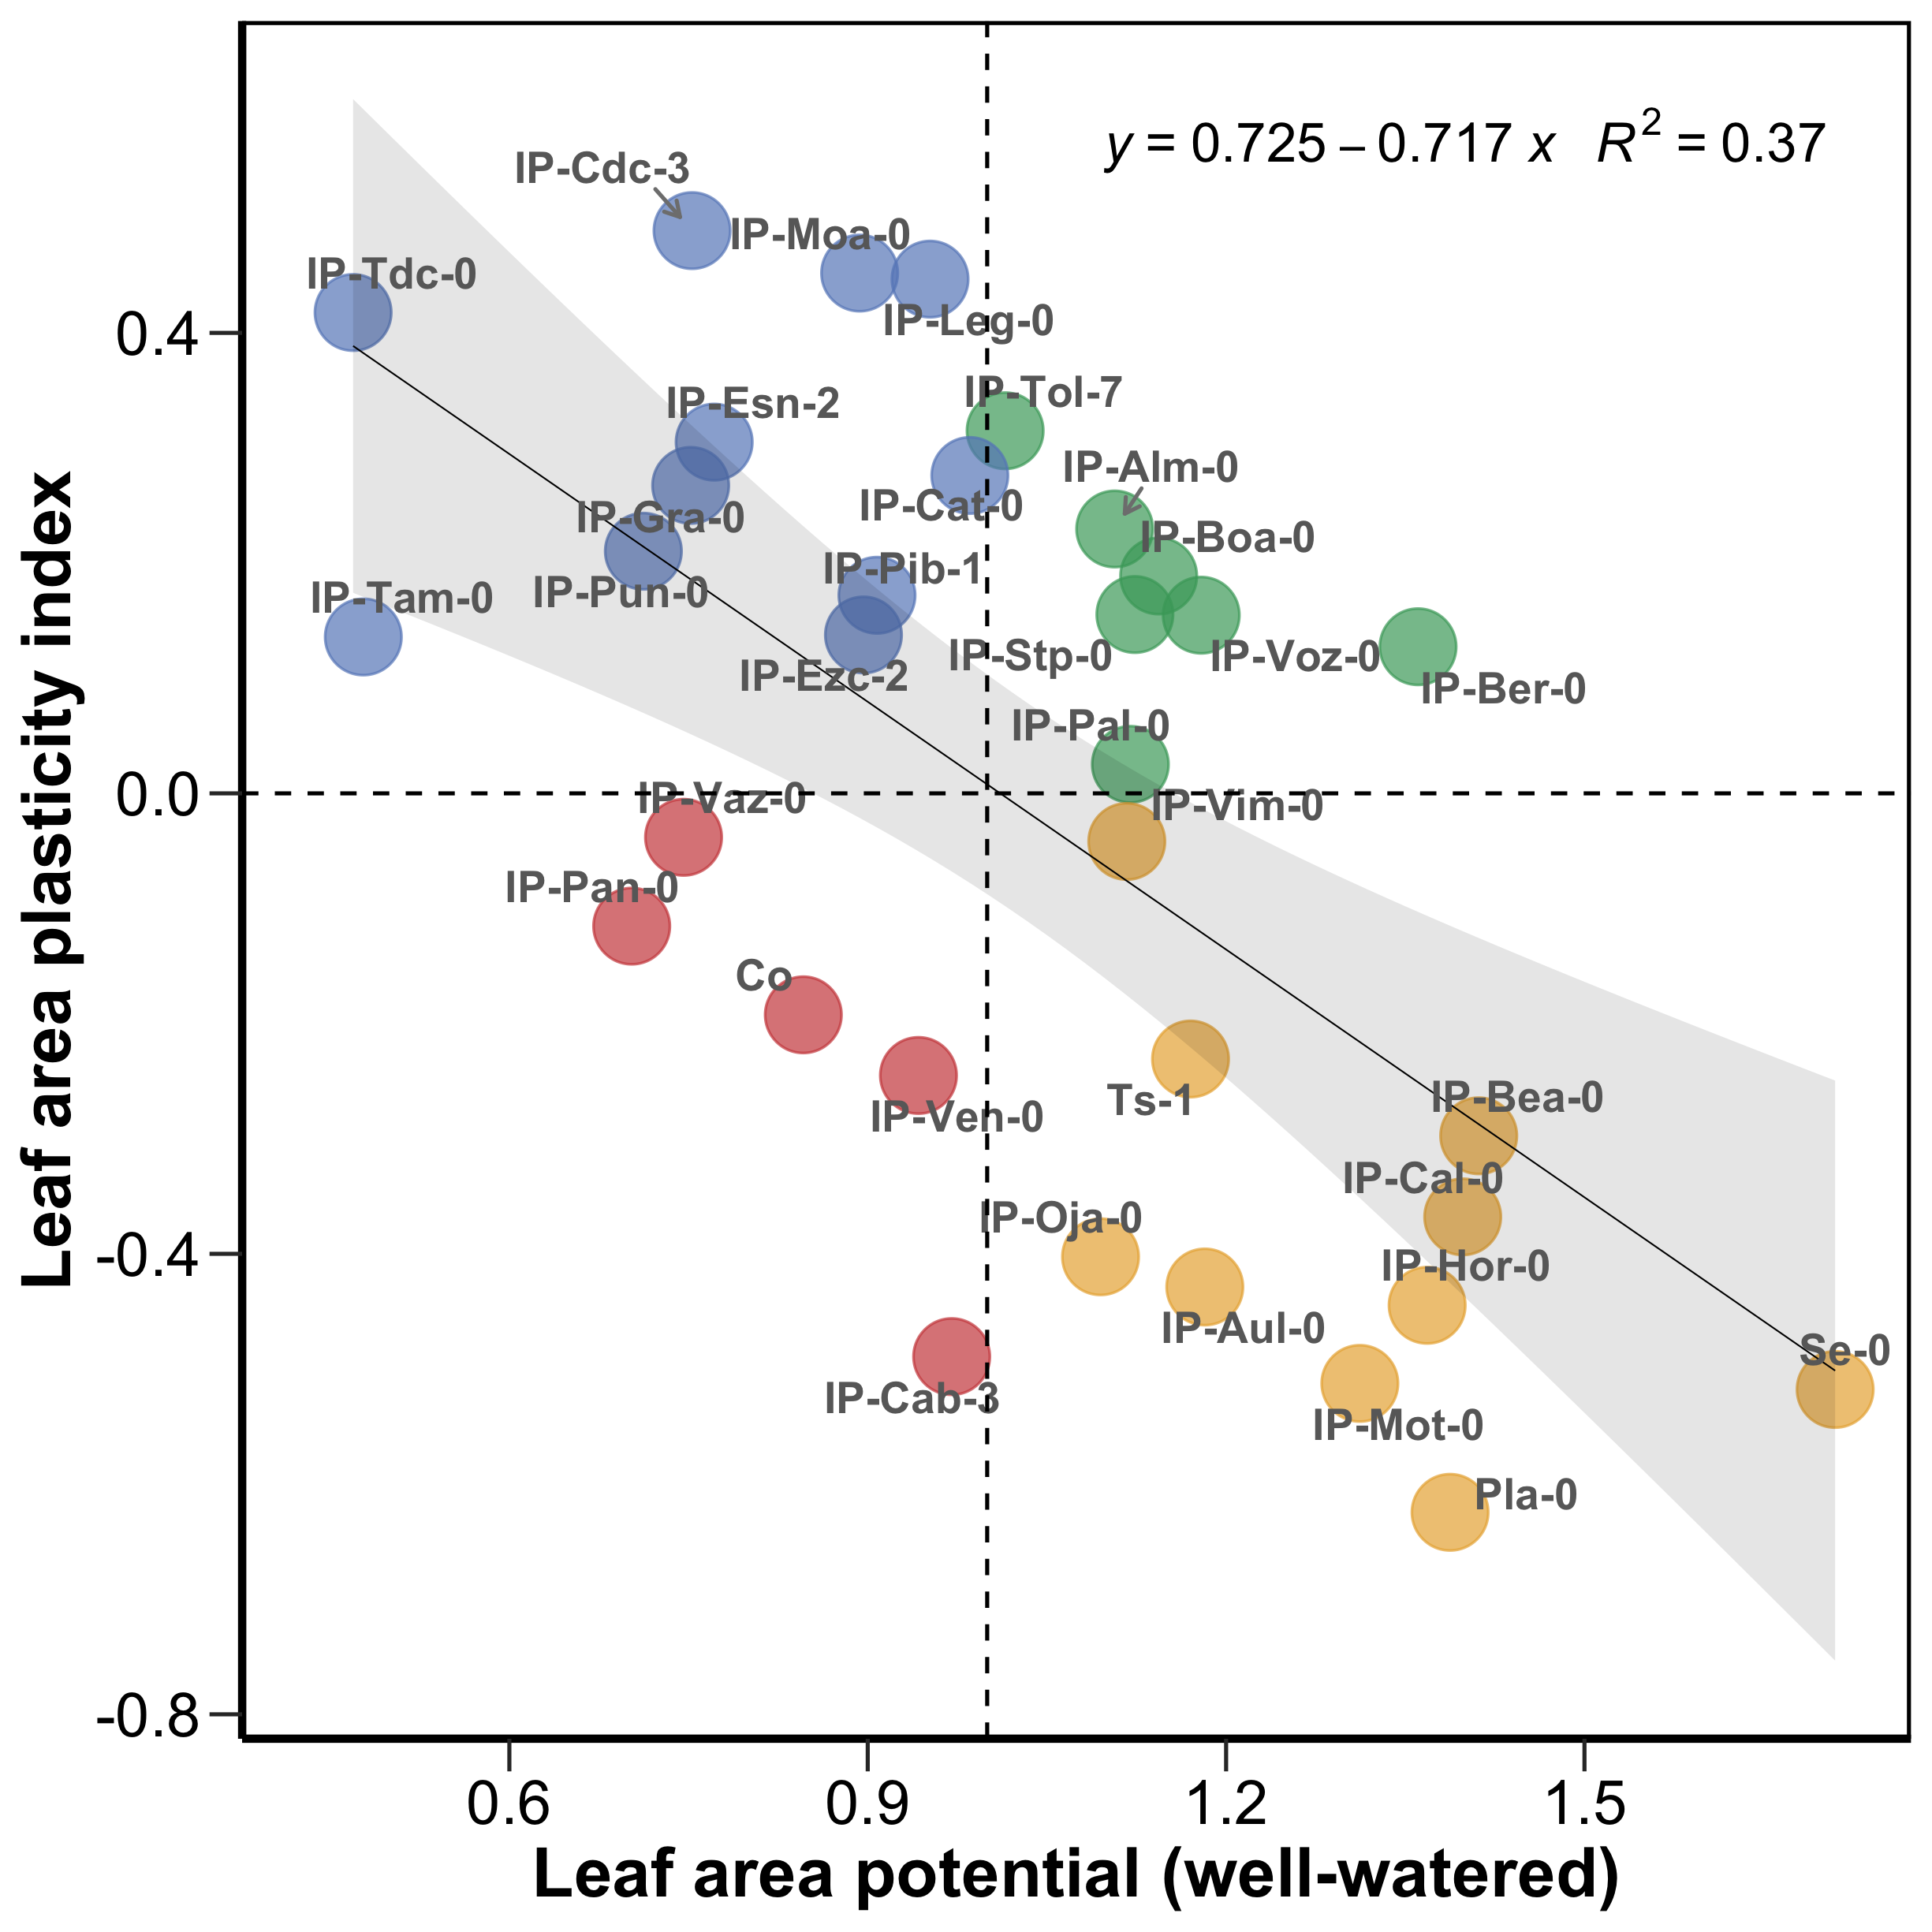 y = 0.725 – 0.717 x R² = 0.37
IP-Cdc-3
IP-Moa-0
IP-Tdc-0
IP-Leg-0
0.4
IP-Tol-7
IP-Esn-2
IP-Alm-0
IP-Cat-0
IP-Gra-0
IP-Boa-0
IP-Pib-1
IP-Pun-0
IP-Tam-0
IP-Stp-0
IP-Voz-0
IP-Ezc-2
IP-Ber-0
IP-Pal-0
0.0
IP-Vaz-0
IP-Vim-0
IP-Pan-0
Co
IP-Bea-0
Ts-1
IP-Ven-0
IP-Cal-0
IP-Oja-0
-0.4
IP-Hor-0
IP-Aul-0
Se-0
IP-Cab-3
IP-Mot-0
Pla-0
-0.8
0.6 0.9 1.2 1.5
Leaf area potential (well-watered)
Leaf area plasticity index